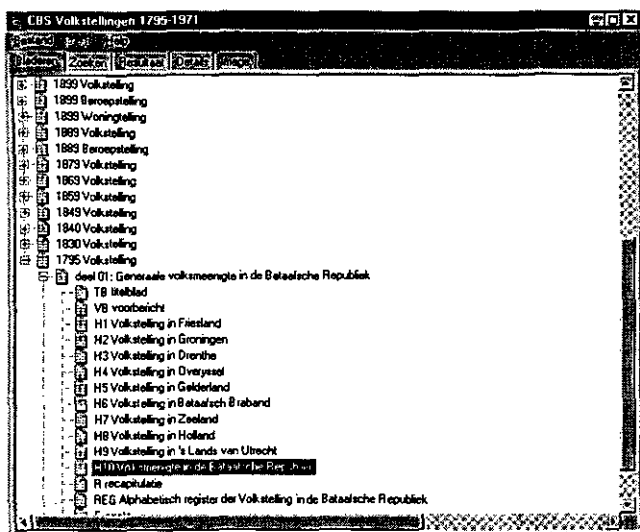 CBS Volkstellingen 1795-1971
Bestand Help
Bladeren Zoeken Resultaat Details Image
1899 Volkstelling
1899 Beroepstelling
1899 Woningtelling
1889 Volkstelling
1889 Beroepstelling
1879 Volkstelling
1869 Volkstelling
1859 Volkstelling
1849 Volkstelling
1840 Volkstelling
1830 Volkstelling
1795 Volkstelling
deel 01: Generaale volksmeenigte in de Bataafsche Republiek
TB titelblad
VB voorbericht
H1 Volkstelling in Friesland
H2 Volkstelling in Groningen
H3 Volkstelling in Drenthe
H4 Volkstelling in Overyssel
H5 Volkstelling in Gelderland
H6 Volkstelling in Bataafsch Braband
H7 Volkstelling in Zeeland
H8 Volkstelling in Holland
H9 Volkstelling in 's Lands van Utrecht
H10 Volksmeenigte in de Bataafsche Republiek
R recapitulatie
REG Alphabetisch register der Volkstelling in de Bataafsche Republiek